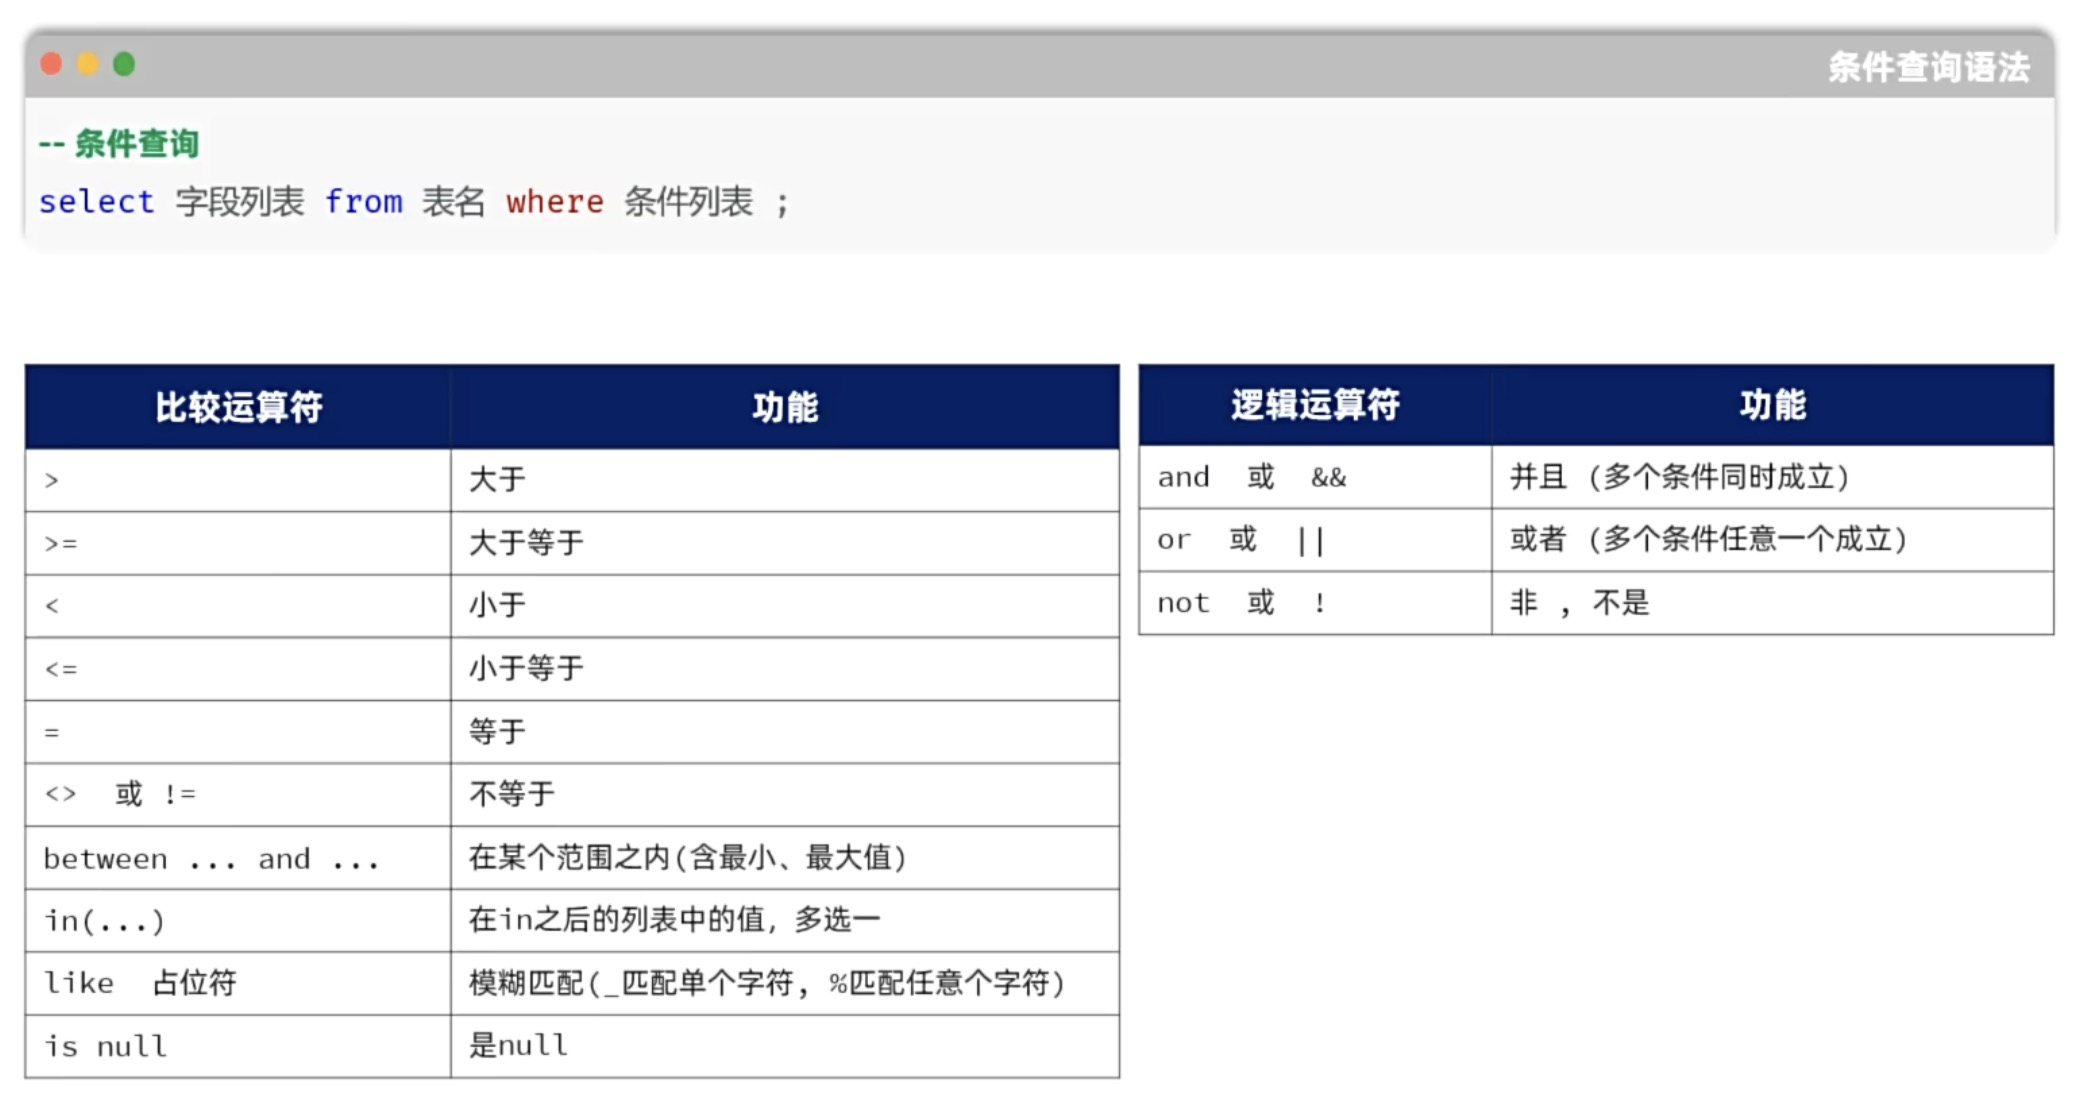 条件查询语法
-- 条件查询
select 字段列表 from 表名 where 条件列表 ;
比较运算符 功能
> 大于
>= 大于等于
< 小于
<= 小于等于
= 等于
<> 或 != 不等于
between ... and ... 在某个范围之内(含最小、最大值)
in(...) 在in之后的列表中的值，多选一
like 占位符 模糊匹配(_匹配单个字符, %匹配任意个字符)
is null 是null
逻辑运算符 功能
and 或 && 并且 (多个条件同时成立)
or 或 || 或者 (多个条件任意一个成立)
not 或 ! 非 , 不是